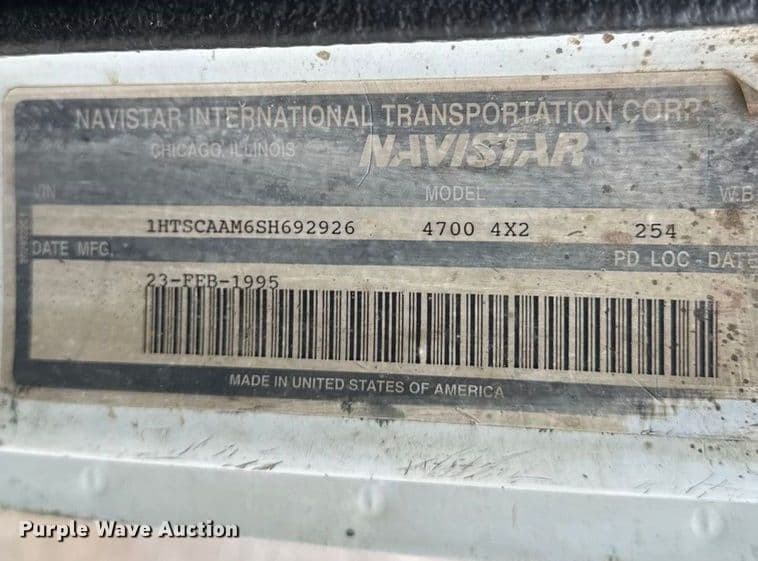 NAVISTAR INTERNATIONAL TRANSPORTATION CORP.
CHICAGO, ILLINOIS NAVISTAR
VIN MODEL W.B.
1HTSCAAM6SH692926 4700 4X2 254
DATE MFG. PD LOC - DATE
23-FEB-1995
MADE IN UNITED STATES OF AMERICA
Purple Wave Auction